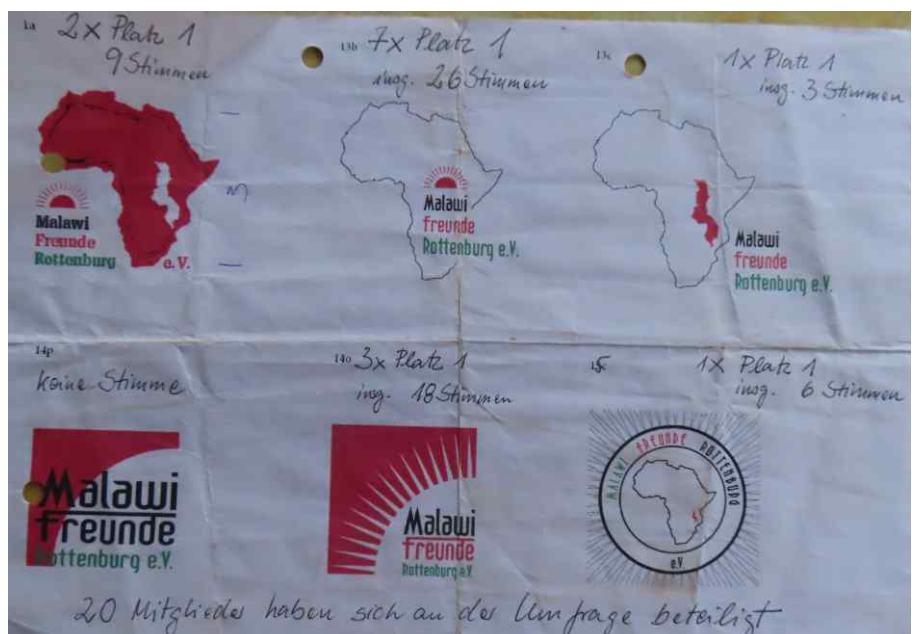 1a 2x Platz 1
9 Stimmen
Malawi
Freunde
Rottenburg e.V.
13b 7x Platz 1
insg. 26 Stimmen
Malawi
freunde
Rottenburg e.V.
13c 1x Platz 1
insg. 3 Stimmen
Malawi
freunde
Rottenburg e.V.
14p
keine Stimme
Malawi
freunde
Rottenburg e.V.
14o 3x Platz 1
insg. 18 Stimmen
Malawi
freunde
Rottenburg e.V.
1x Platz 1
insg. 6 Stimmen
MALAWI FREUNDE ROTTENBURG
e.V
20 Mitglieder haben sich an der Umfrage beteiligt